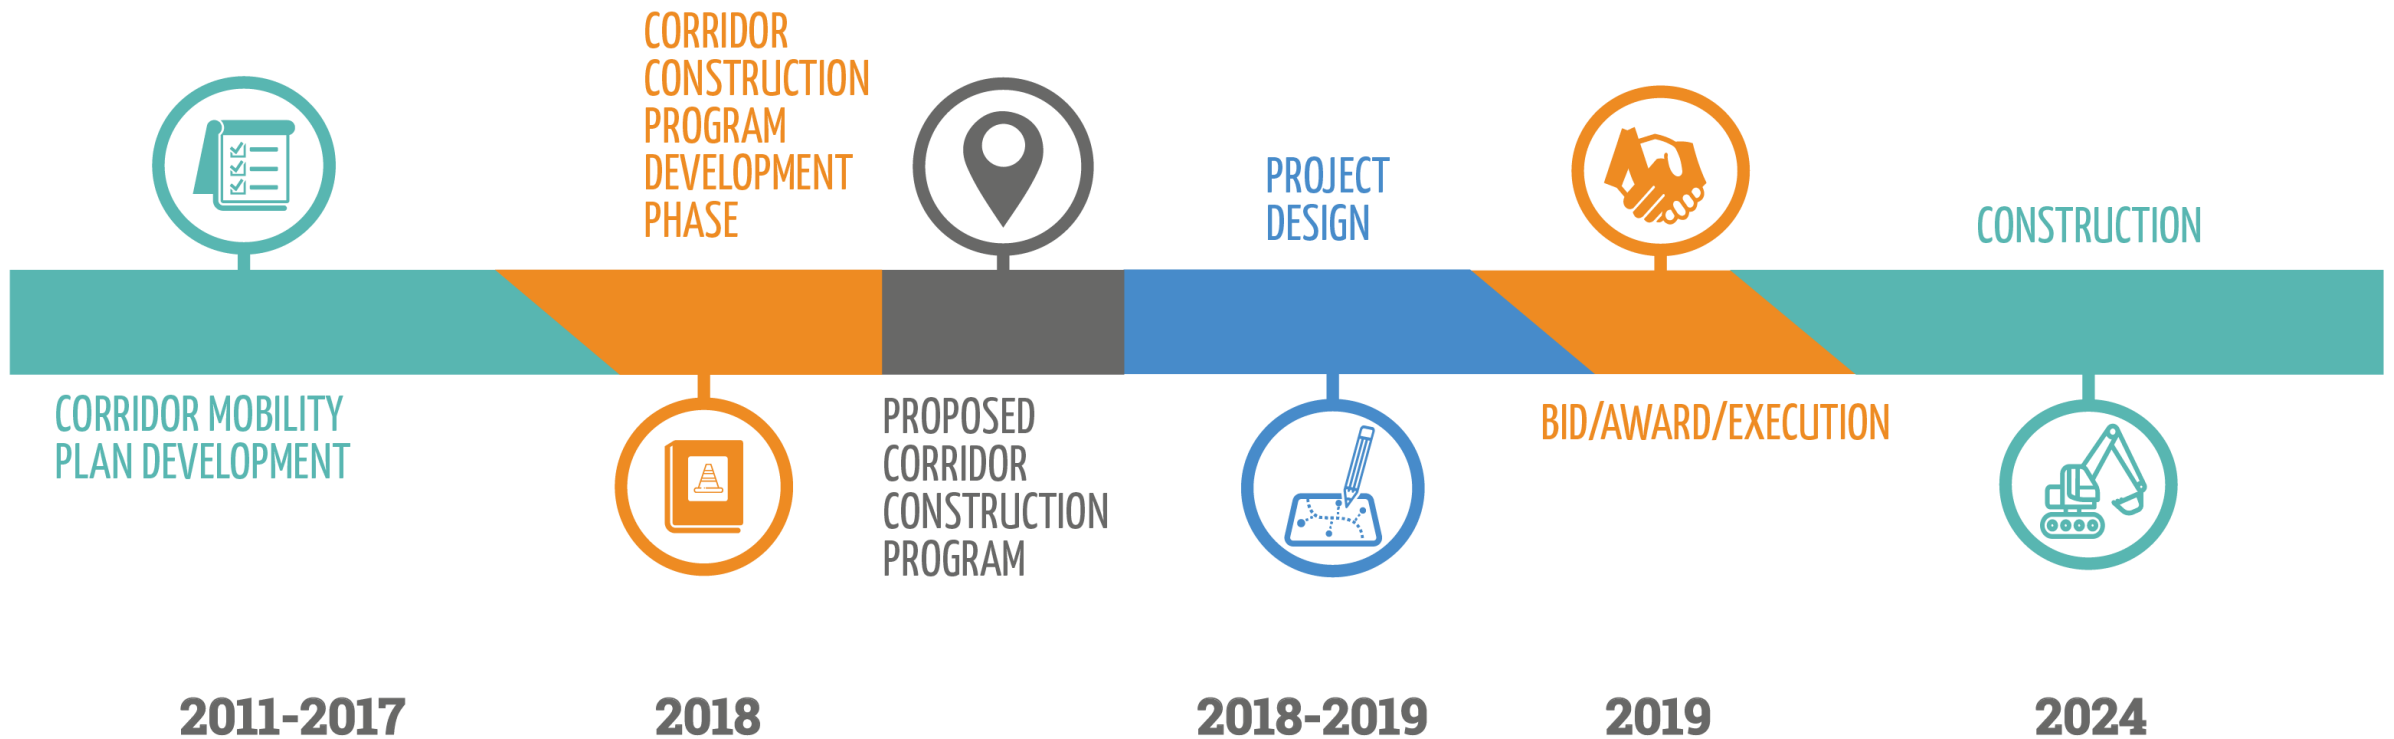 CORRIDOR
CONSTRUCTION
PROGRAM
DEVELOPMENT
PHASE
PROJECT
DESIGN
CONSTRUCTION
CORRIDOR MOBILITY
PLAN DEVELOPMENT
PROPOSED
CORRIDOR
CONSTRUCTION
PROGRAM
BID/AWARD/EXECUTION
2011-2017
2018
2018-2019
2019
2024